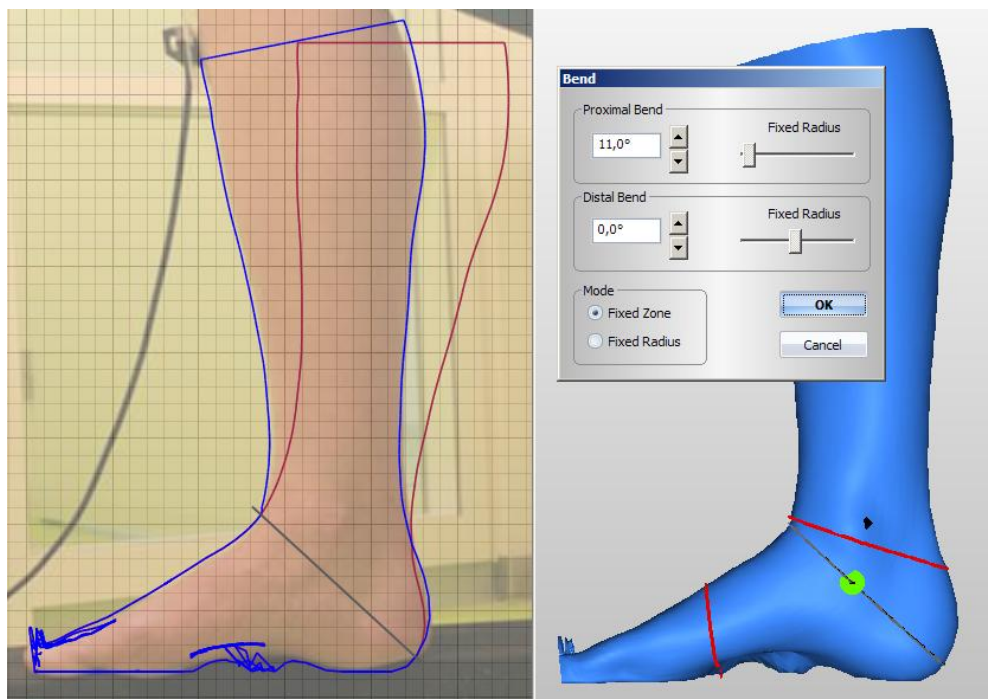 Bend
Proximal Bend
11,0°
Fixed Radius
Distal Bend
0,0°
Fixed Radius
Mode
Fixed Zone
Fixed Radius
OK
Cancel